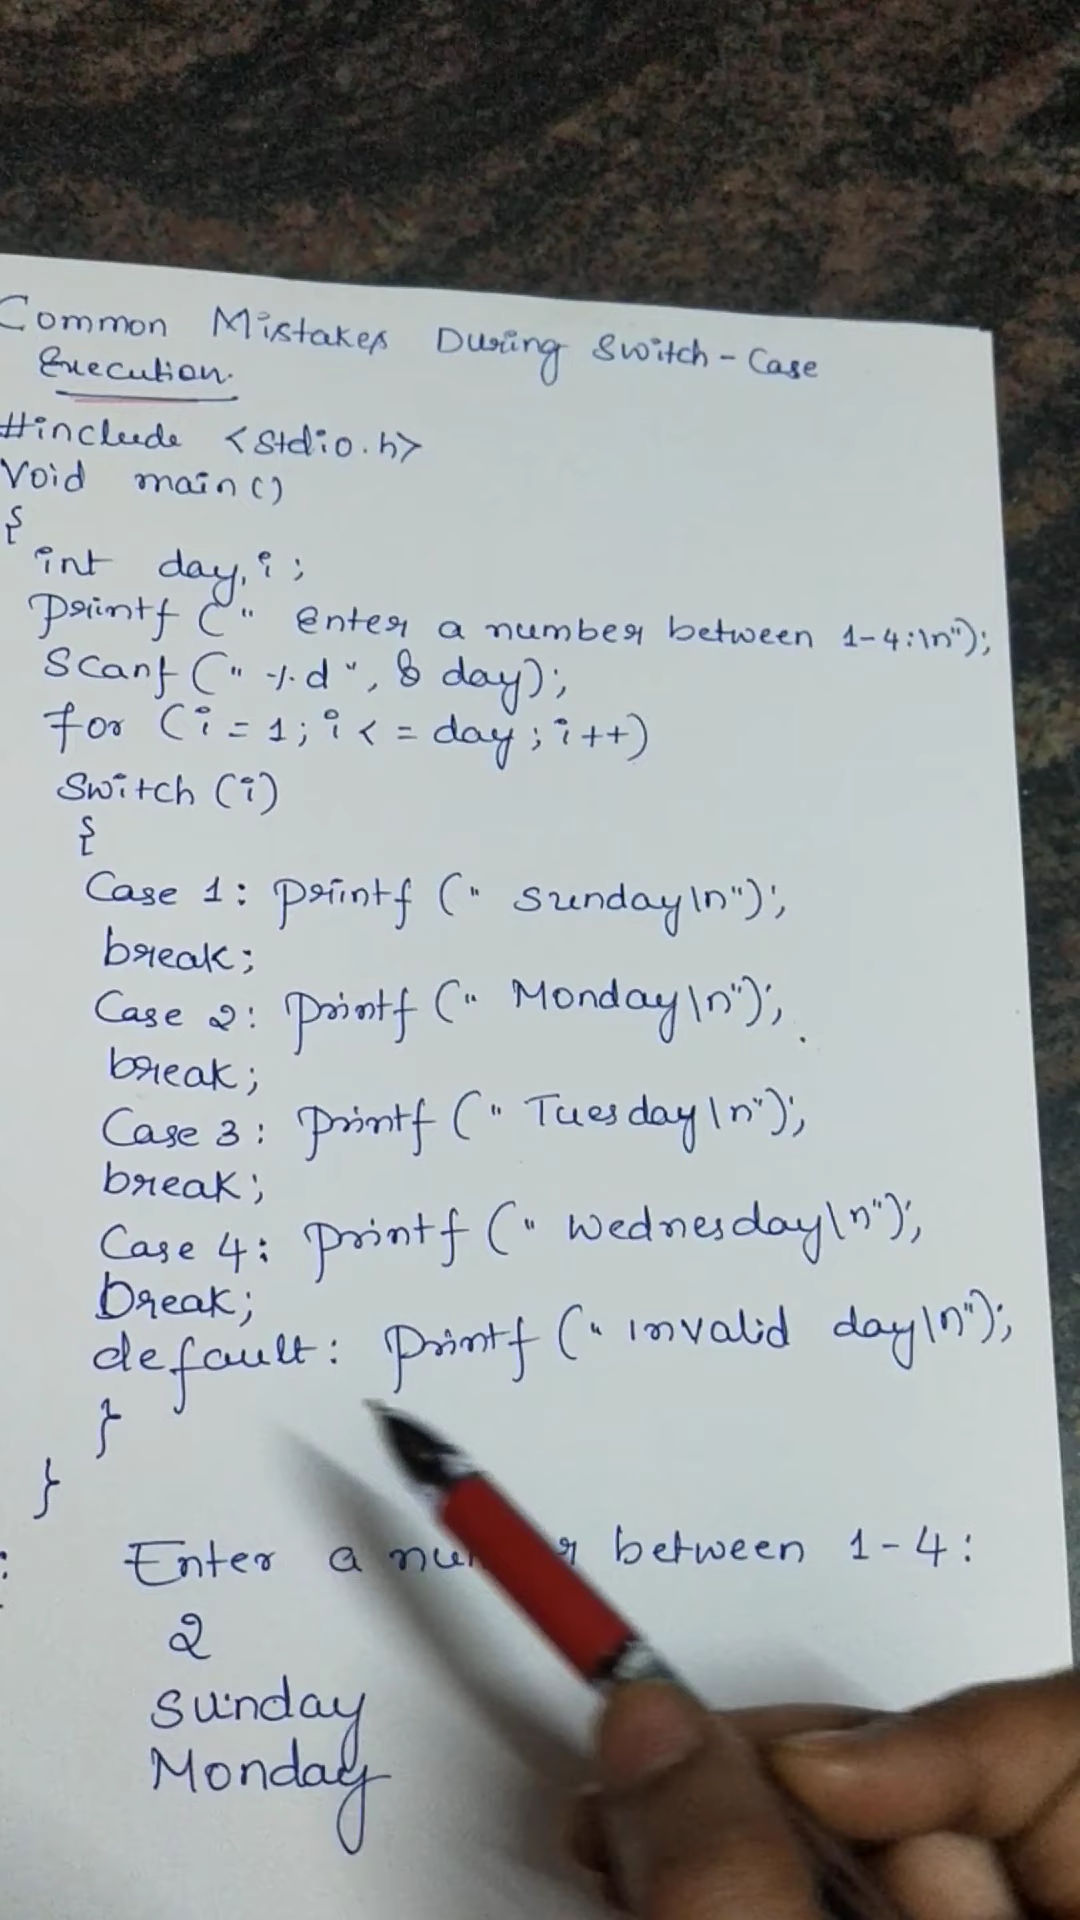 Common Mistakes During Switch-Case
Execution.
#include <stdio.h>
Void main()
{
int day, i;
printf (" enter a number between 1-4:\n");
Scanf (" %d ", & day);
for (i = 1; i < = day ; i ++)
Switch (i)
{
Case 1: printf (" Sunday\n");
break;
Case 2: printf (" Monday\n");
break;
Case 3: printf (" Tuesday\n");
break;
Case 4: printf (" Wednesday\n");
Break;
default: printf (" invalid day\n");
}
}
: Enter a between 1-4:
2
Sunday
Monday